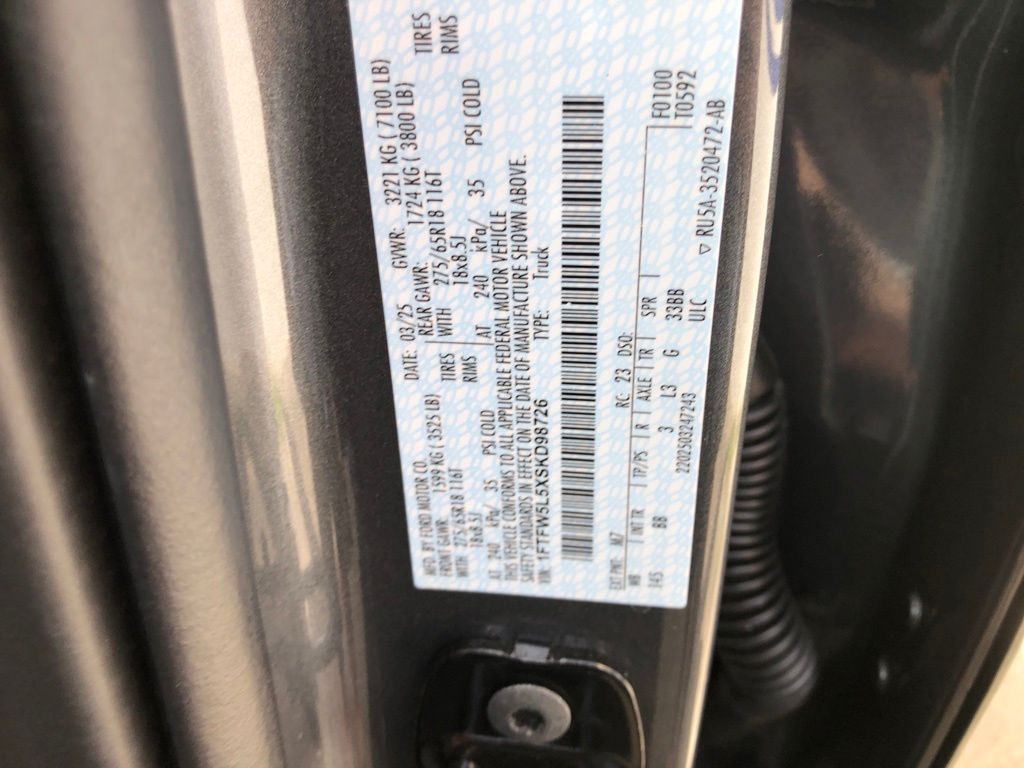 MFD. BY FORD MOTOR CO. DATE: 03/25 GVWR: 3221 KG ( 7100 LB)
FRONT GAWR: 1599 KG ( 3525 LB) REAR GAWR: 1724 KG ( 3800 LB)
WITH 275/65R18 116T TIRES WITH 275/65R18 116T TIRES
18x8.5J RIMS 18x8.5J RIMS
AT 240 kPa/ 35 PSI COLD AT 240 kPa/ 35 PSI COLD
THIS VEHICLE CONFORMS TO ALL APPLICABLE FEDERAL MOTOR VEHICLE
SAFETY STANDARDS IN EFFECT ON THE DATE OF MANUFACTURE SHOWN ABOVE.
VIN: 1FTFW5L5XSKD98726 TYPE: Truck
EXT PNT: M7 RC: 23 DSO: F0100
WB INT TR TP/PS R AXLE TR SPR T0592
145 BB 3 L3 G 33BB
220250324 7243 ULC ▽ RU5A-3520472-AB